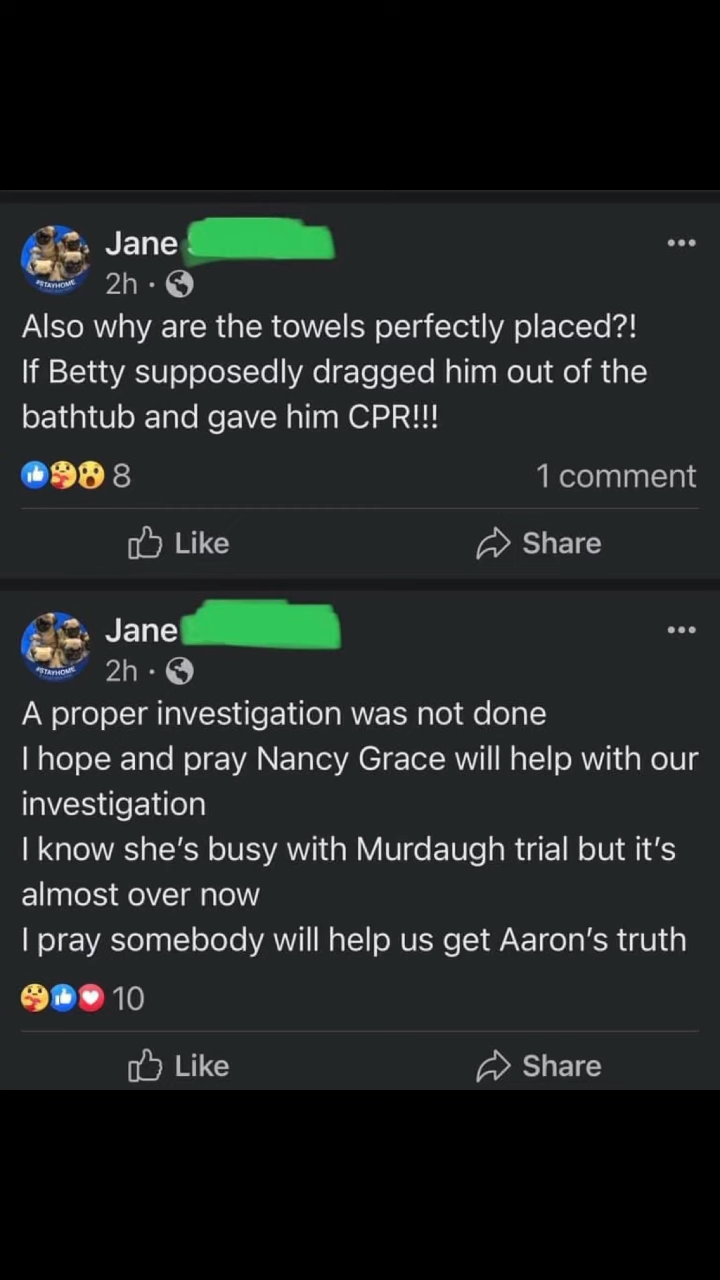 Jane
2h ·
Also why are the towels perfectly placed?!
If Betty supposedly dragged him out of the
bathtub and gave him CPR!!!
8
1 comment
Like
Share
Jane
2h ·
A proper investigation was not done
I hope and pray Nancy Grace will help with our
investigation
I know she's busy with Murdaugh trial but it's
almost over now
I pray somebody will help us get Aaron's truth
10
Like
Share
#STAYHOME
#STAYHOME